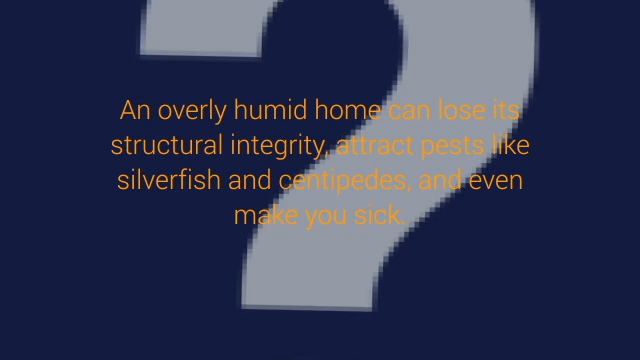 An overly humid home can lose its
structural integrity, attract pests like
silverfish and centipedes, and even
make you sick.